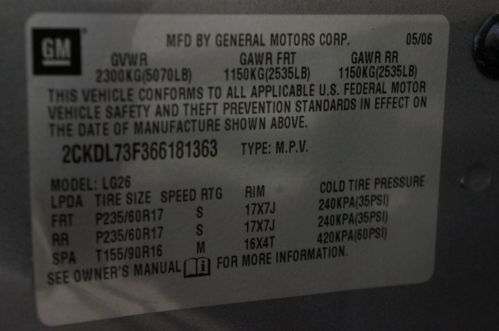 GM
MFD BY GENERAL MOTORS CORP. 05/06
GVWR GAWR FRT GAWR RR
2300KG(5070LB) 1150KG(2535LB) 1150KG(2535LB)
THIS VEHICLE CONFORMS TO ALL APPLICABLE U.S. FEDERAL MOTOR
VEHICLE SAFETY AND THEFT PREVENTION STANDARDS IN EFFECT ON
THE DATE OF MANUFACTURE SHOWN ABOVE.
2CKDL73F366181363 TYPE: M.P.V.
MODEL: LG26
LPDA TIRE SIZE SPEED RTG RIM COLD TIRE PRESSURE
FRT P235/60R17 S 17X7J 240KPA(35PSI)
RR P235/60R17 S 17X7J 240KPA(35PSI)
SPA T155/90R16 M 16X4T 420KPA(60PSI)
SEE OWNER'S MANUAL FOR MORE INFORMATION.